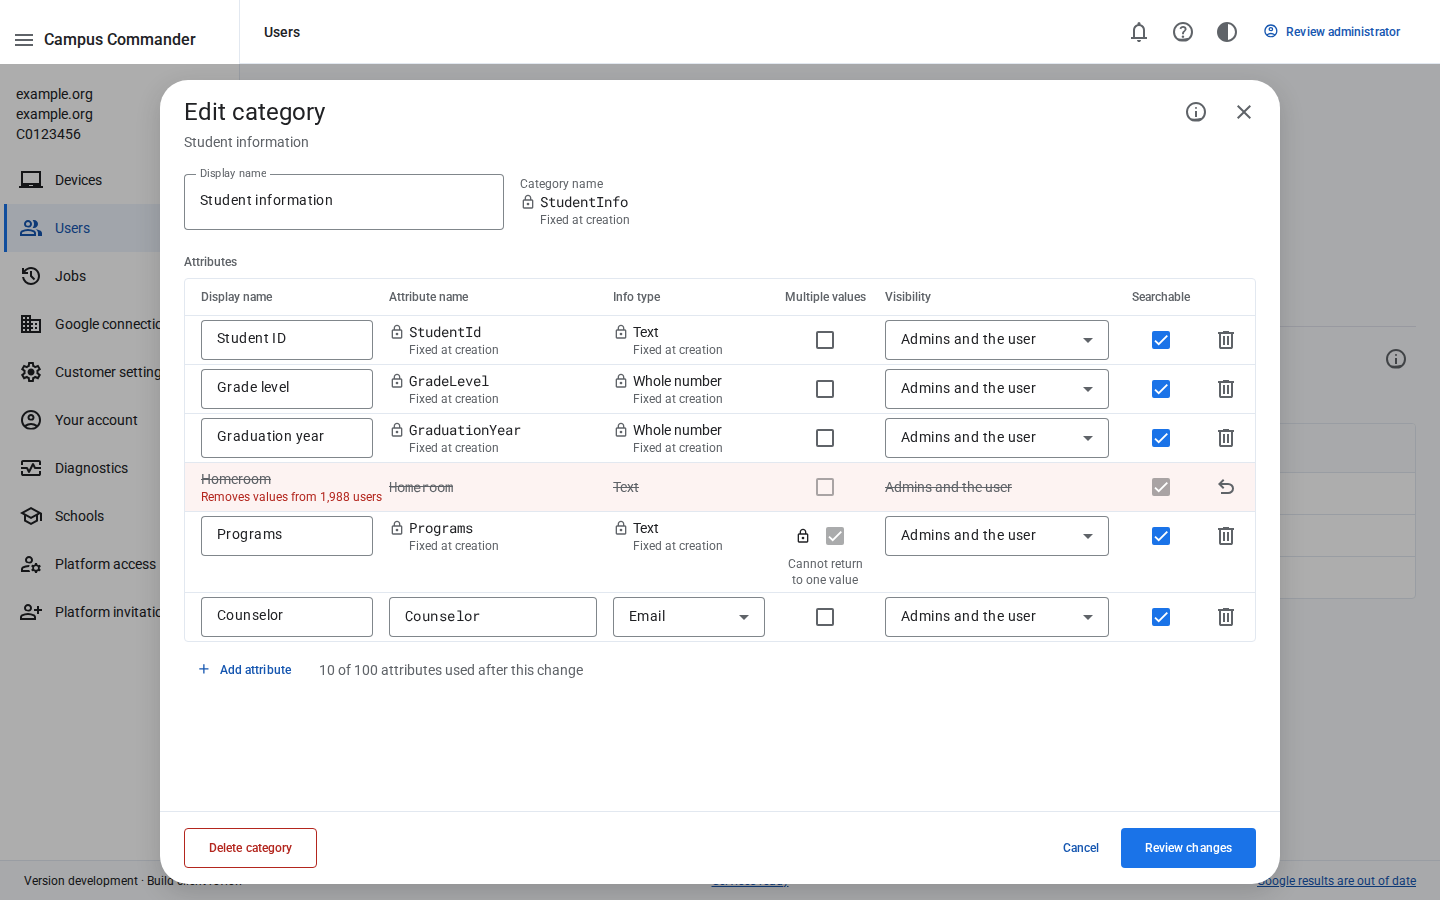 Campus Commander
Users
Review administrator
example.org
example.org
C0123456
Devices
Users
Jobs
Google
Customer
Your account
Diagnostics
Schools
Platform access
Platform
Edit category
Student information
Display name
Student information
Category name
StudentInfo
Fixed at creation
Attributes
Display name Attribute name Info type Multiple values Visibility Searchable
Student ID StudentId Text Admins and the user
Fixed at creation Fixed at creation
Grade level GradeLevel Whole number Admins and the user
Fixed at creation Fixed at creation
Graduation year GraduationYear Whole number Admins and the user
Fixed at creation Fixed at creation
Homeroom Homeroom Text Admins and the user
Removes values from 1,988 users
Programs Programs Text Admins and the user
Fixed at creation Fixed at creation
Cannot return
to one value
Counselor Counselor Email Admins and the user
Add attribute 10 of 100 attributes used after this change
Delete category Cancel Review changes
Version development · Build
Google results are out of date